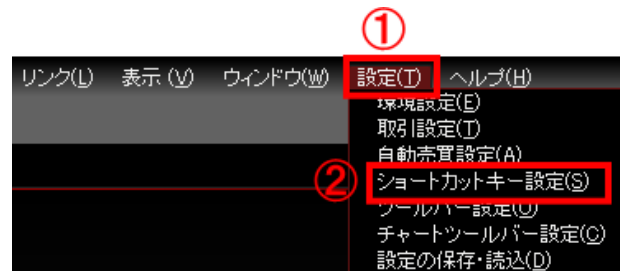 ①
リンク(L) 表示(V) ウィンドウ(W) 設定(T) ヘルプ(H)
環境設定(E)
取引設定(T)
自動売買設定(A)
② ショートカットキー設定(S)
ツールバー設定(U)
チャートツールバー設定(C)
設定の保存・読込(D)